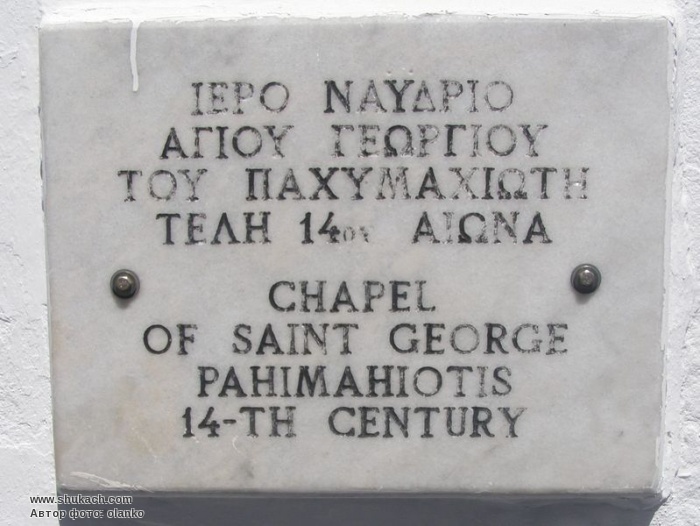 ΙΕΡΟ ΝΑΥΔΡΙΟ
ΑΓΙΟΥ ΓΕΩΡΓΙΟΥ
ΤΟΥ ΠΑΧΥΜΑΧΙΩΤΗ
ΤΕΛΗ 14ου ΑΙΩΝΑ
CHAPEL
OF SAINT GEORGE
PAHIMAHIOTIS
14-TH CENTURY
www.shukach.com
Автор фото: olanko